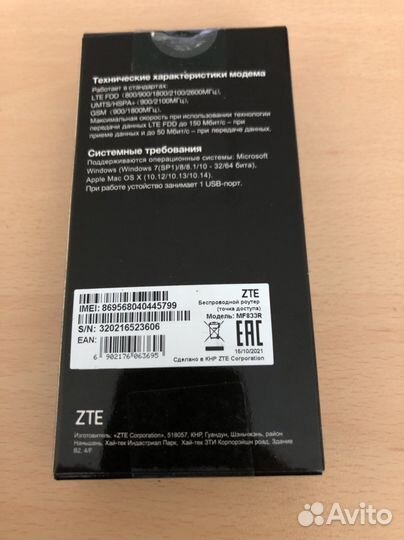 Технические характеристики модема
Работает в стандартах:
LTE FDD (800/900/1800/2100/2600МГц),
UMTS/HSPA+ (900/2100МГц),
GSM (900/1800МГц).
Максимальная скорость при использовании технологии
передачи данных LTE FDD до 150 Мбит/с – при
приеме данных и до 50 Мбит/с – при передаче данных.
Системные требования
Поддерживаются операционные системы: Microsoft
Windows (Windows 7(SP1)/8/8.1/10 - 32/64 бита),
Apple Mac OS X (10.12/10.13/10.14).
При работе устройство занимает 1 USB-порт.
IMEI: 869568040445799
S/N: 320216523606
EAN:
6 902176 063695
ZTE
Беспроводной роутер
(точка доступа)
Модель: MF833R
EAC
16/10/2021
Сделано в КНР ZTE Corporation
ZTE
Изготовитель: «ZTE Corporation», 518057, КНР, Гуандун, Шэньчжэнь, район
Наньшань, Хай-тек Индастриал Парк, Хай-тек ЗТИ Корпорэйшн роад, Здание
B2, 4/F
Avito